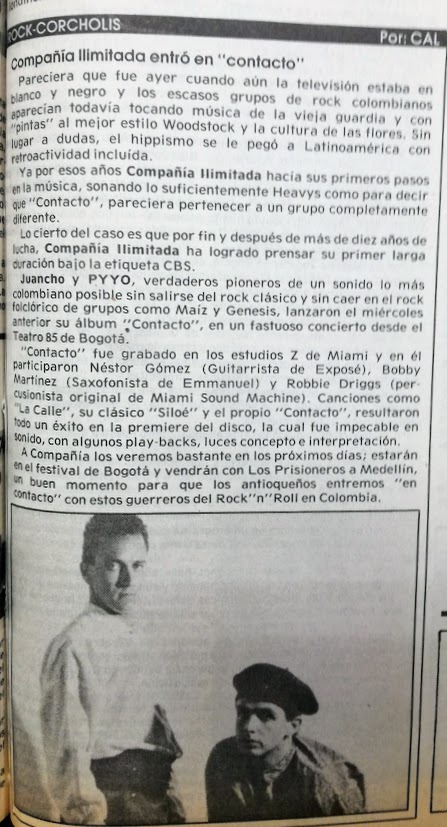 ROCK-CORCHOLIS
Por: CAL
Compañía Ilimitada entró en "contacto"
Pareciera que fue ayer cuando aún la televisión estaba en
blanco y negro y los escasos grupos de rock colombianos
aparecían todavía tocando música de la vieja guardia y con
"pintas" al mejor estilo Woodstock y la cultura de las flores. Sin
lugar a dudas, el hippismo se le pegó a Latinoamérica con
retroactividad incluída.
Ya por esos años Compañía Ilimitada hacía sus primeros pasos
en la música, sonando lo suficientemente Heavys como para decir
que "Contacto", pareciera pertenecer a un grupo completamente
diferente.
Lo cierto del caso es que por fin y después de más de diez años de
lucha, Compañía Ilimitada ha logrado prensar su primer larga
duración bajo la etiqueta CBS.
Juancho y PYYO, verdaderos pioneros de un sonido lo más
colombiano posible sin salirse del rock clásico y sin caer en el rock
folclórico de grupos como Maíz y Genesis, lanzaron el miércoles
anterior su álbum "Contacto", en un fastuoso concierto desde el
Teatro 85 de Bogotá.
"Contacto" fue grabado en los estudios Z de Miami y en él
participaron Néstor Gómez (Guitarrista de Exposé), Bobby
Martínez (Saxofonista de Emmanuel) y Robbie Driggs (per-
cusionista original de Miami Sound Machine). Canciones como
"La Calle", su clásico "Siloé" y el propio "Contacto", resultaron
todo un éxito en la premiere del disco, la cual fue impecable en
sonido, con algunos play-backs, luces concepto e interpretación.
A Compañía los veremos bastante en los próximos días; estarán
en el festival de Bogotá y vendrán con Los Prisioneros a Medellín,
un buen momento para que los antioqueños entremos "en
contacto" con estos guerreros del Rock"n"Roll en Colombia.